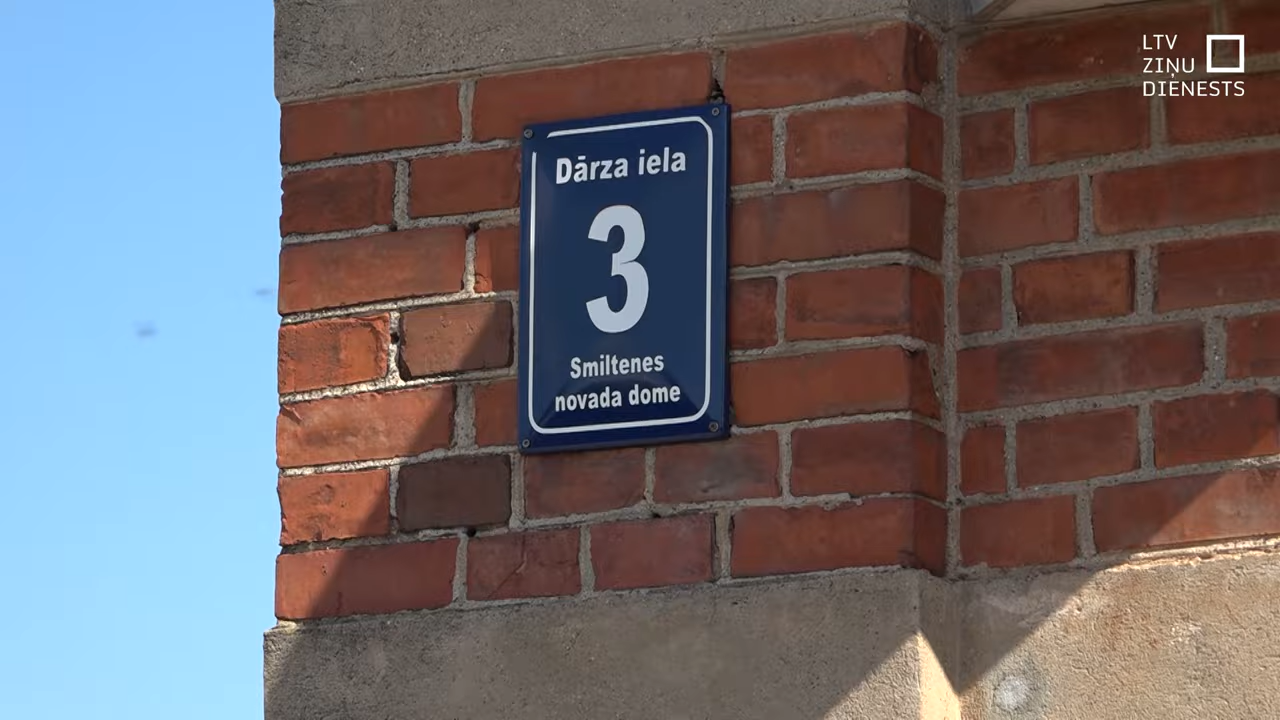 LTV
ZIŅU
DIENESTS
Dārza iela
3
Smiltenes
novada dome